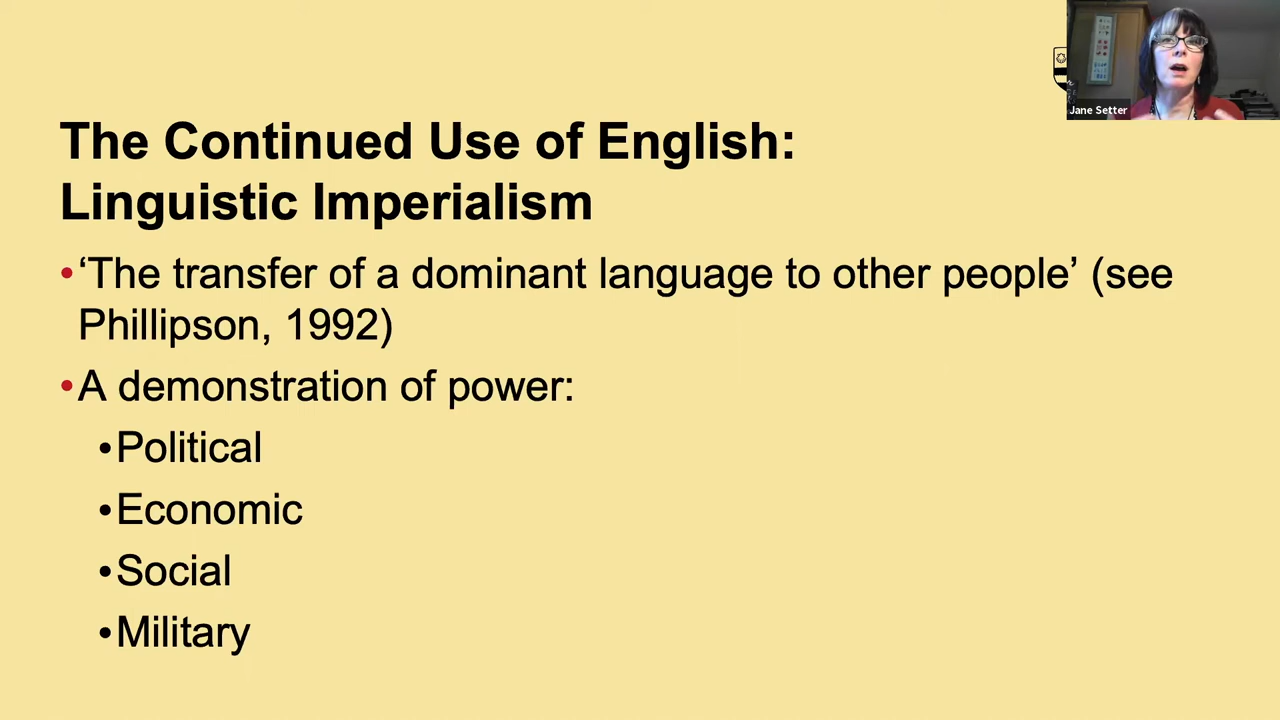 The Continued Use of English:
Linguistic Imperialism
•‘The transfer of a dominant language to other people’ (see
Phillipson, 1992)
•A demonstration of power:
•Political
•Economic
•Social
•Military
Jane Setter